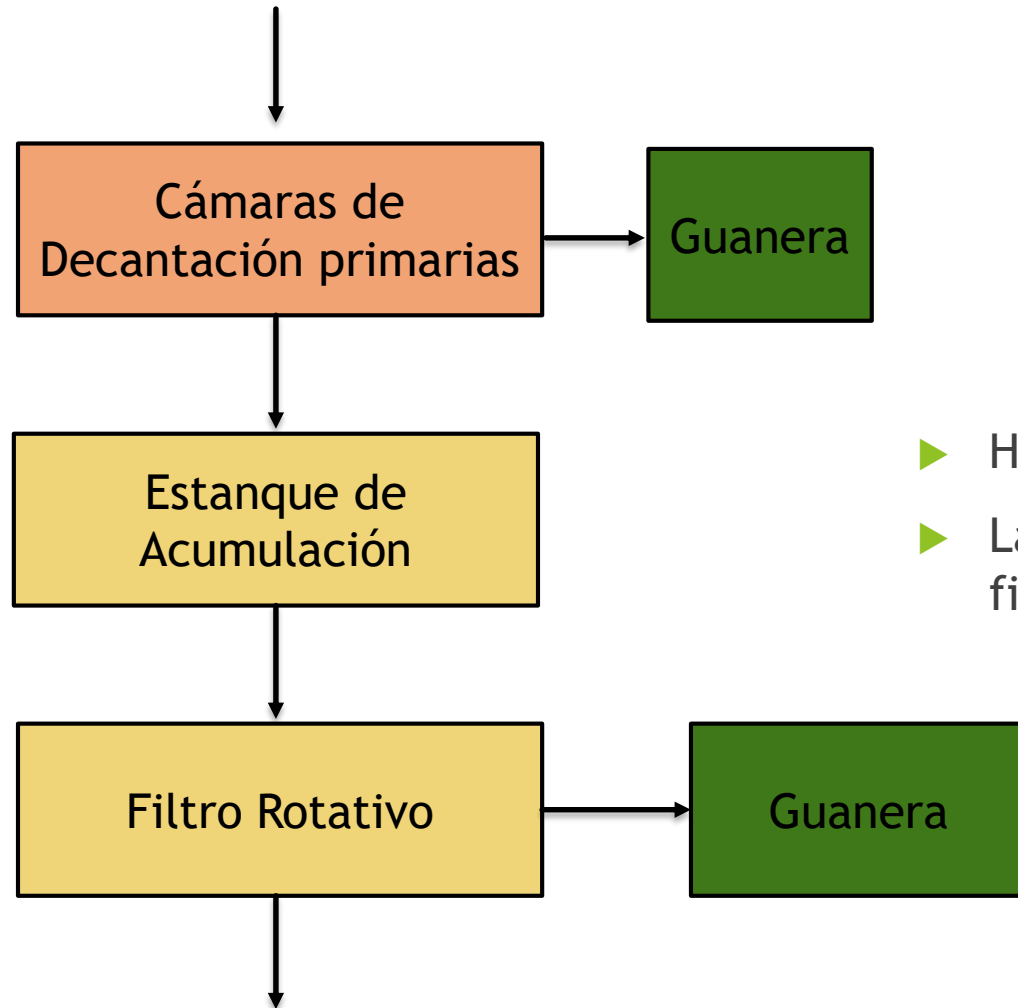 Cámaras de
Decantación primarias
Guanera
Estanque de
Acumulación
Filtro Rotativo
Guanera